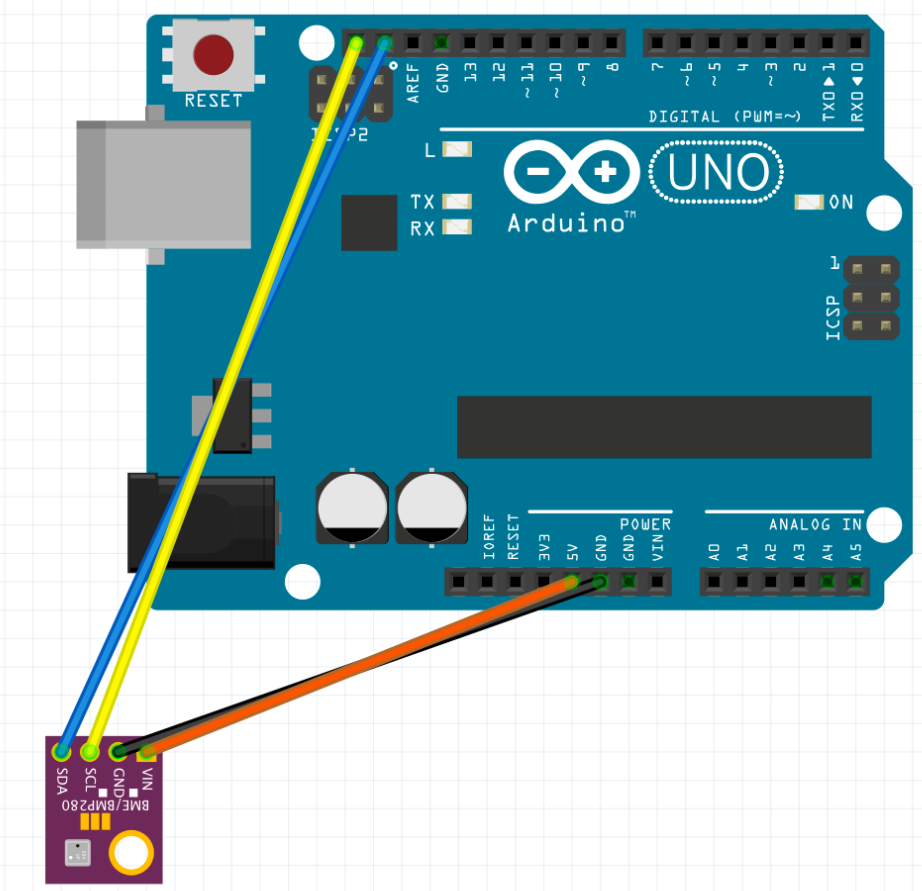 RESET
ICSP2
AREF
GND
13
12
~11
~10
~9
8
7
~6
~5
4
~3
2
TX0▶1
RX0◀0
DIGITAL (PWM=~)
L
TX
RX
Arduino™
UNO
ON
1
ICSP
POWER
ANALOG IN
IOREF
RESET
3V3
5V
GND
GND
VIN
A0
A1
A2
A3
A4
A5
SDA
SCL
GND
VIN
BME/BMP280